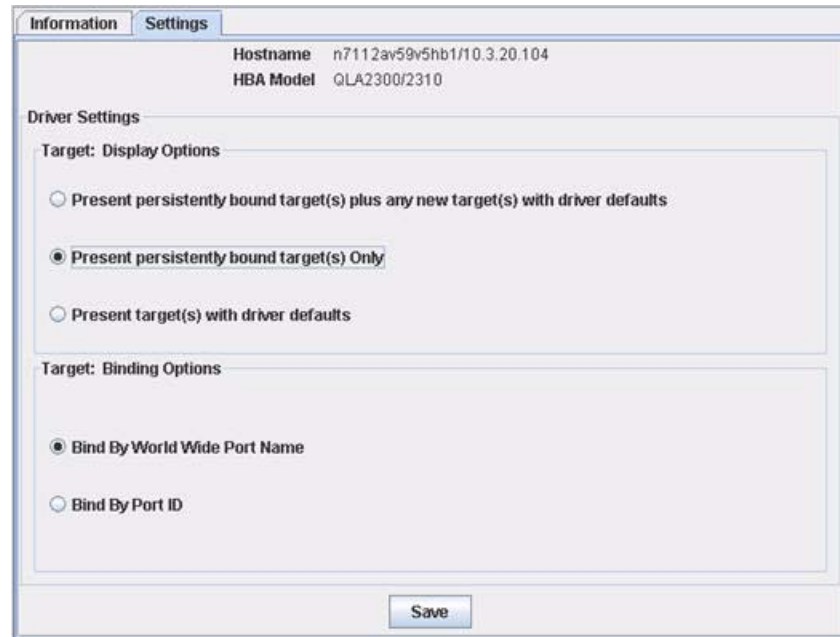 Information Settings
Hostname n7112av59v5hb1/10.3.20.104
HBA Model QLA2300/2310
Driver Settings
Target: Display Options
Present persistently bound target(s) plus any new target(s) with driver defaults
Present persistently bound target(s) Only
Present target(s) with driver defaults
Target: Binding Options
Bind By World Wide Port Name
Bind By Port ID
Save